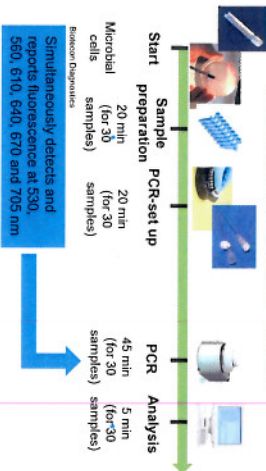 Start
Sample
preparation
PCR-set up
PCR
Analysis
Microbial
cells
20 min
(for 30
samples)
20 min
(for 30
samples)
45 min
(for 30
samples)
5 min
(for 30
samples)
Biotecon Diagnostics
Simultaneously detects and
reports fluorescence at 530,
560, 610, 640, 670 and 705 nm